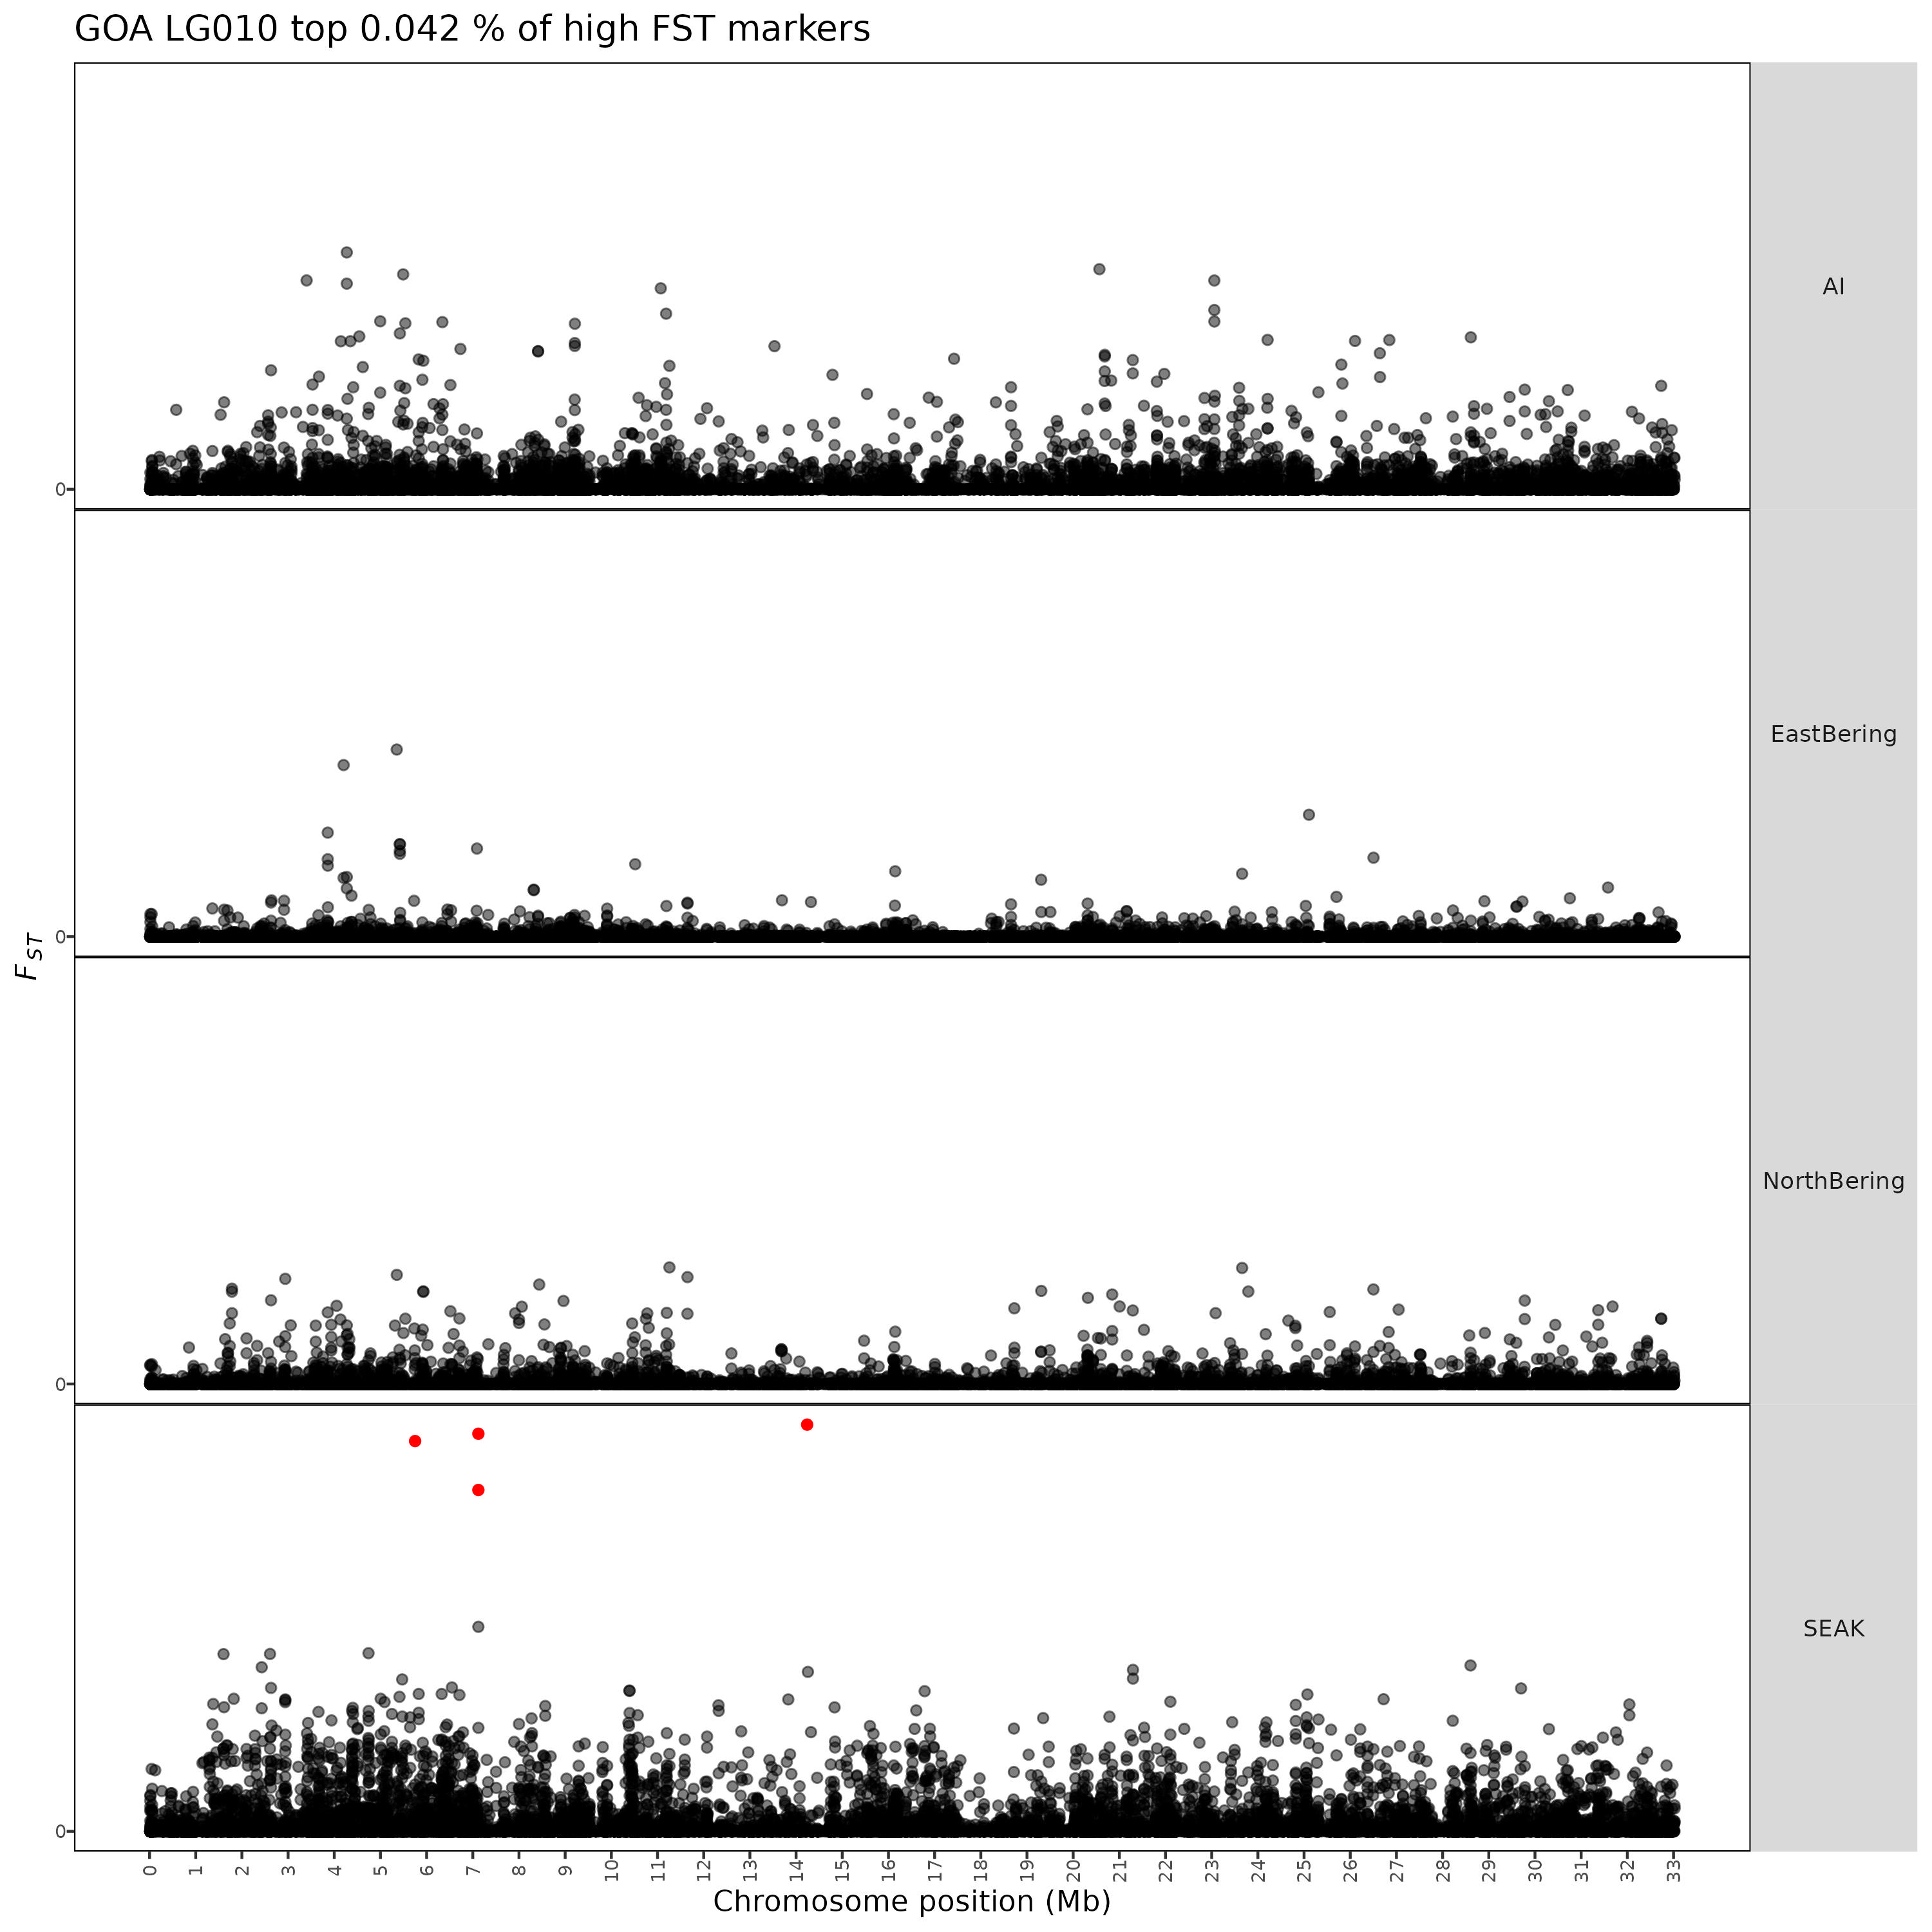 GOA LG010 top 0.042 % of high FST markers
0
AI
0
EastBering
FST
0
NorthBering
0
SEAK
0 1 2 3 4 5 6 7 8 9 10 11 12 13 14 15 16 17 18 19 20 21 22 23 24 25 26 27 28 29 30 31 32 33
Chromosome position (Mb)